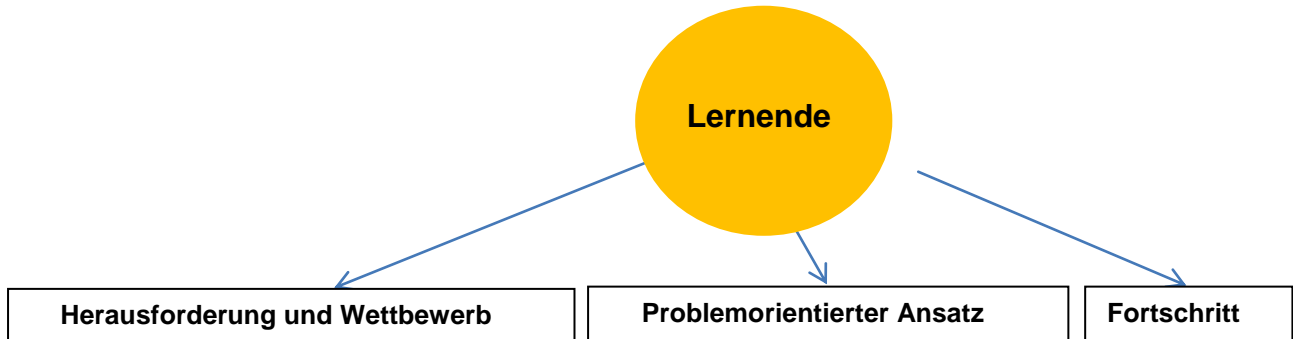 Lernende
Herausforderung und Wettbewerb
Problemorientierter Ansatz
Fortschritt